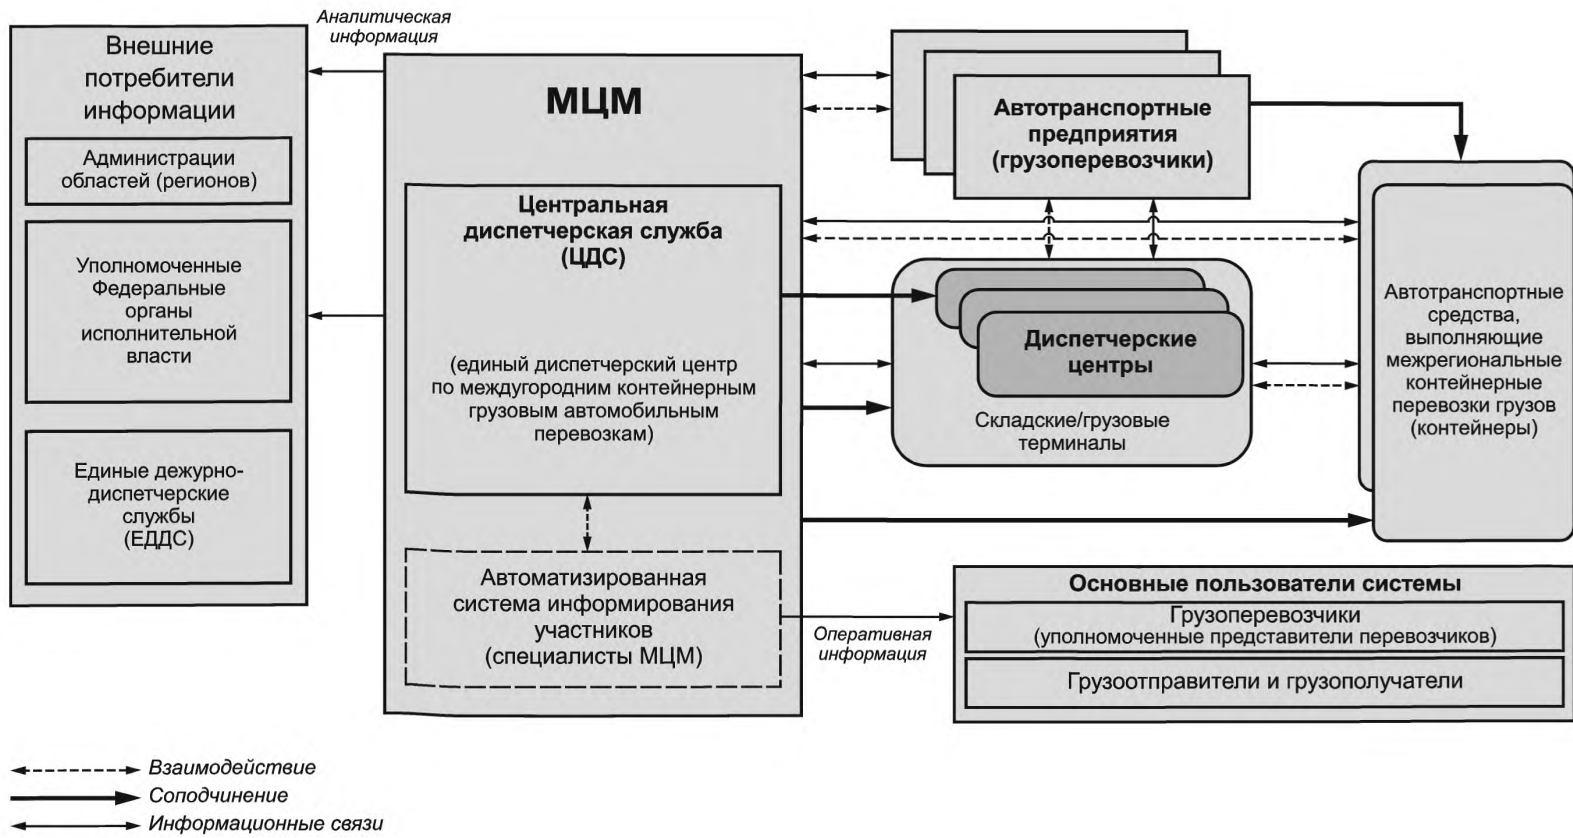 Аналитическая
информация
Внешние
потребители
информации
Администрации
областей (регионов)
Уполномоченные
Федеральные
органы
исполнительной
власти
Единые дежурно-
диспетчерские
службы
(ЕДДС)
МЦМ
Центральная
диспетчерская служба
(ЦДС)
(единый диспетчерский центр
по междугородним контейнерным
грузовым автомобильным
перевозкам)
Автоматизированная
система информирования
участников
(специалисты МЦМ)
Оперативная
информация
Автотранспортные
предприятия
(грузоперевозчики)
Диспетчерские
центры
Складские/грузовые
терминалы
Автотранспортные
средства,
выполняющие
межрегиональные
контейнерные
перевозки грузов
(контейнеры)
Основные пользователи системы
Грузоперевозчики
(уполномоченные представители перевозчиков)
Грузоотправители и грузополучатели
Взаимодействие
Соподчинение
Информационные связи